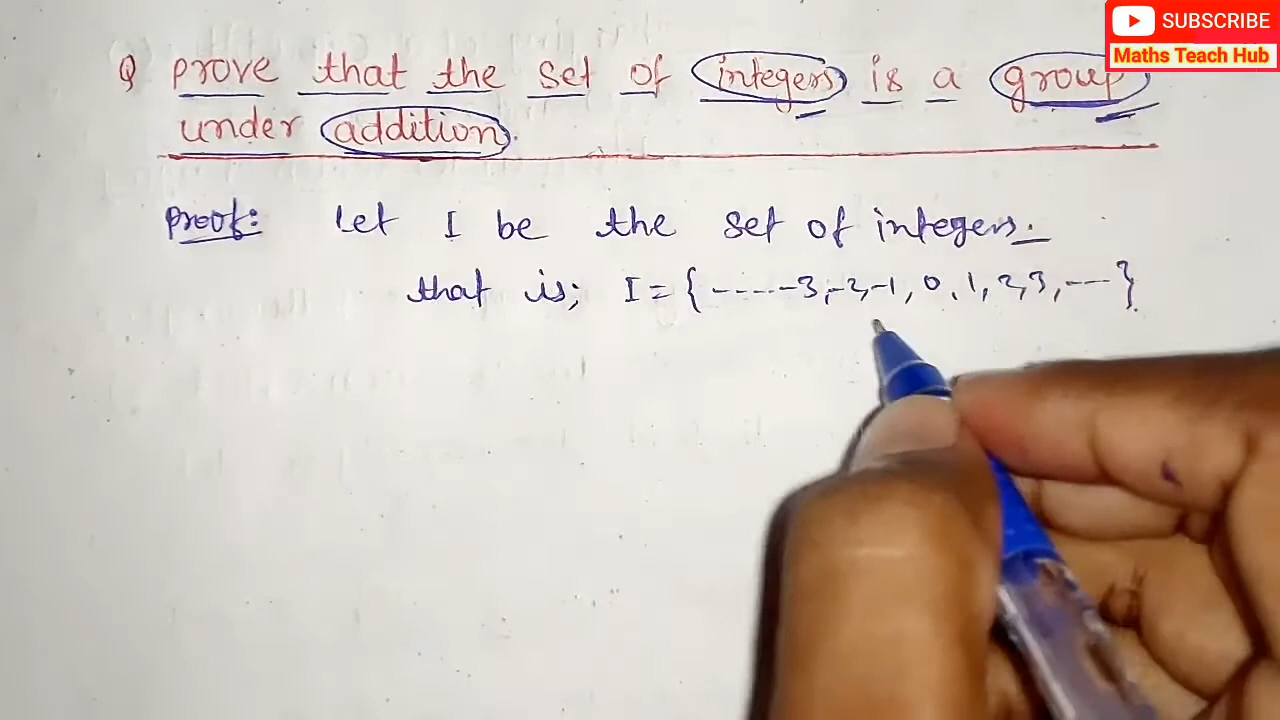 SUBSCRIBE
Maths Teach Hub
Q prove that the set of integers is a group
under addition.
Proof: Let I be the set of integers.
that is; I = { ----- -3, -2, -1, 0, 1, 2, 3, --- }